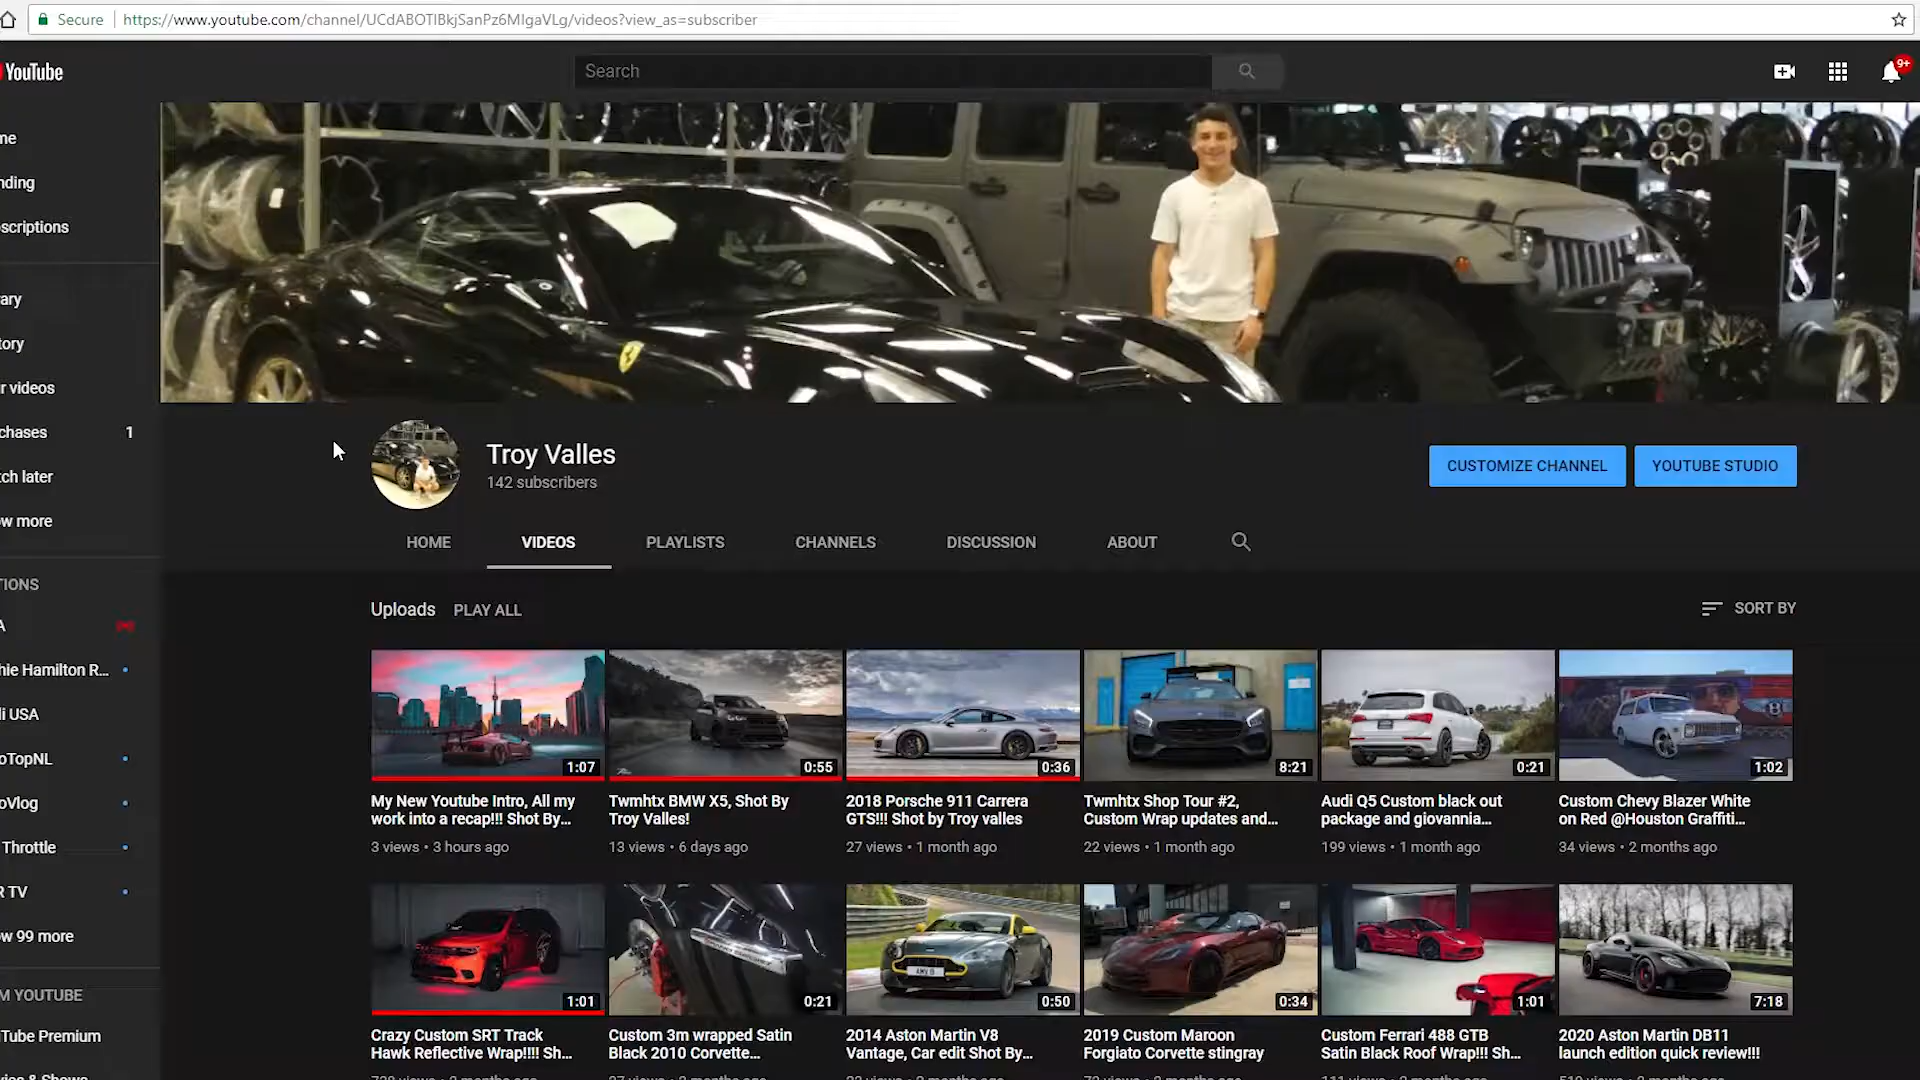 Secure https://www.youtube.com/channel/UCdABOTIBkjSanPz6MIgaVLg/videos?view_as=subscriber
YouTube
Search
9+
me
nding
scriptions
ary
tory
r videos
chases 1
tch later
ow more
TIONS
A
hie Hamilton R...
li USA
oTopNL
oVlog
Throttle
R TV
ow 99 more
M YOUTUBE
Tube Premium
Troy Valles
142 subscribers
CUSTOMIZE CHANNEL
YOUTUBE STUDIO
HOME VIDEOS PLAYLISTS CHANNELS DISCUSSION ABOUT
Uploads PLAY ALL
SORT BY
1:07
My New Youtube Intro, All my
work into a recap!!! Shot By...
3 views • 3 hours ago
0:55
Twmhtx BMW X5, Shot By
Troy Valles!
13 views • 6 days ago
0:36
2018 Porsche 911 Carrera
GTS!!! Shot by Troy valles
27 views • 1 month ago
8:21
Twmhtx Shop Tour #2,
Custom Wrap updates and...
22 views • 1 month ago
0:21
Audi Q5 Custom black out
package and giovannia...
199 views • 1 month ago
1:02
Custom Chevy Blazer White
on Red @Houston Graffiti...
34 views • 2 months ago
1:01
Crazy Custom SRT Track
Hawk Reflective Wrap!!!! Sh...
0:21
Custom 3m wrapped Satin
Black 2010 Corvette...
0:50
2014 Aston Martin V8
Vantage, Car edit Shot By...
0:34
2019 Custom Maroon
Forgiato Corvette stingray
1:01
Custom Ferrari 488 GTB
Satin Black Roof Wrap!!! Sh...
7:18
2020 Aston Martin DB11
launch edition quick review!!!